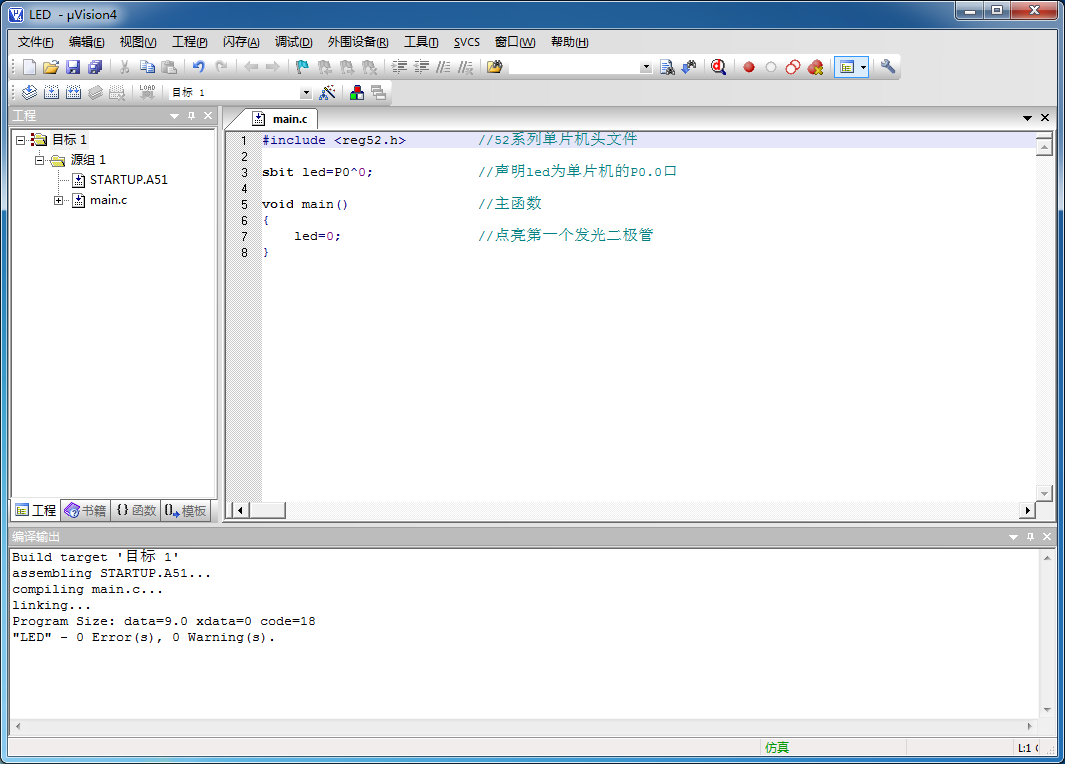 LED - µVision4
文件(F) 编辑(E) 视图(V) 工程(P) 闪存(A) 调试(D) 外围设备(R) 工具(T) SVCS 窗口(W) 帮助(H)
LOAD 目标 1
工程
目标 1
源组 1
STARTUP.A51
main.c
工程 书籍 {} 函数 0 模板
main.c
1 #include <reg52.h> //52系列单片机头文件
2
3 sbit led=P0^0; //声明led为单片机的P0.0口
4
5 void main() //主函数
6 {
7 led=0; //点亮第一个发光二极管
8 }
编译输出
Build target '目标 1'
assembling STARTUP.A51...
compiling main.c...
linking...
Program Size: data=9.0 xdata=0 code=18
"LED" - 0 Error(s), 0 Warning(s).
仿真 L:1